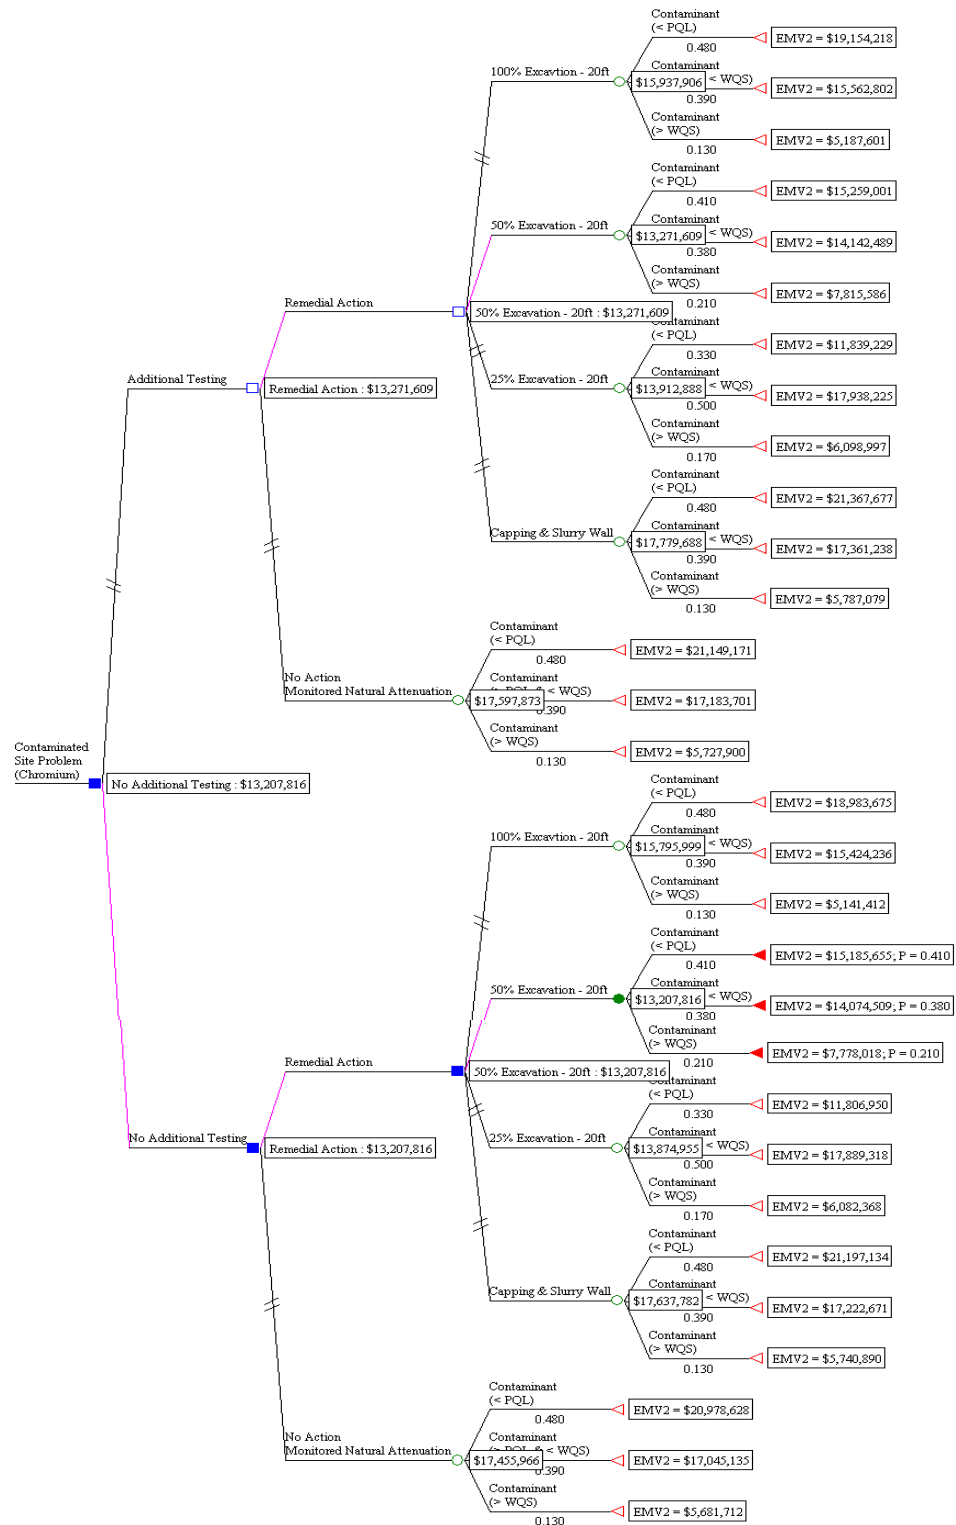 Contaminant
(< PQL)
0.480
EMV2 = $19,154,218
100% Excavtion - 20ft
$15,937,906
Contaminant
< WQS)
0.390
EMV2 = $15,562,802
Contaminant
(> WQS)
0.130
EMV2 = $5,187,601
Contaminant
(< PQL)
0.410
EMV2 = $15,259,001
50% Excavation - 20ft
$13,271,609
Contaminant
< WQS)
0.380
EMV2 = $14,142,489
Contaminant
(> WQS)
0.210
EMV2 = $7,815,586
Remedial Action
50% Excavation - 20ft : $13,271,609
Contaminant
(< PQL)
0.330
EMV2 = $11,839,229
Additional Testing
Remedial Action : $13,271,609
25% Excavation - 20ft
$13,912,888
Contaminant
< WQS)
0.500
EMV2 = $17,938,225
Contaminant
(> WQS)
0.170
EMV2 = $6,098,997
Contaminant
(< PQL)
0.480
EMV2 = $21,367,677
Capping & Slurry Wall
$17,779,688
Contaminant
< WQS)
0.390
EMV2 = $17,361,238
Contaminant
(> WQS)
0.130
EMV2 = $5,787,079
Contaminant
(< PQL)
0.480
EMV2 = $21,149,171
No Action
Monitored Natural Attenuation
$17,597,873
Contaminant
(> PQL & < WQS)
0.390
EMV2 = $17,183,701
Contaminant
(> WQS)
0.130
EMV2 = $5,727,900
Contaminated
Site Problem
(Chromium)
No Additional Testing : $13,207,816
Contaminant
(< PQL)
0.480
EMV2 = $18,983,675
100% Excavtion - 20ft
$15,795,999
Contaminant
< WQS)
0.390
EMV2 = $15,424,236
Contaminant
(> WQS)
0.130
EMV2 = $5,141,412
Contaminant
(< PQL)
0.410
EMV2 = $15,185,655; P = 0.410
50% Excavation - 20ft
$13,207,816
< WQS)
0.380
EMV2 = $14,074,509; P = 0.380
Contaminant
(> WQS)
0.210
EMV2 = $7,778,018; P = 0.210
Remedial Action
50% Excavation - 20ft : $13,207,816
Contaminant
(< PQL)
0.330
EMV2 = $11,806,950
No Additional Testing
Remedial Action : $13,207,816
25% Excavation - 20ft
$13,874,955
Contaminant
< WQS)
0.500
EMV2 = $17,889,318
Contaminant
(> WQS)
0.170
EMV2 = $6,082,368
Contaminant
(< PQL)
0.480
EMV2 = $21,197,134
Capping & Slurry Wall
$17,637,782
Contaminant
< WQS)
0.390
EMV2 = $17,222,671
Contaminant
(> WQS)
0.130
EMV2 = $5,740,890
Contaminant
(< PQL)
0.480
EMV2 = $20,978,628
No Action
Monitored Natural Attenuation
$17,455,966
Contaminant
(> PQL & < WQS)
0.390
EMV2 = $17,045,135
Contaminant
(> WQS)
0.130
EMV2 = $5,681,712